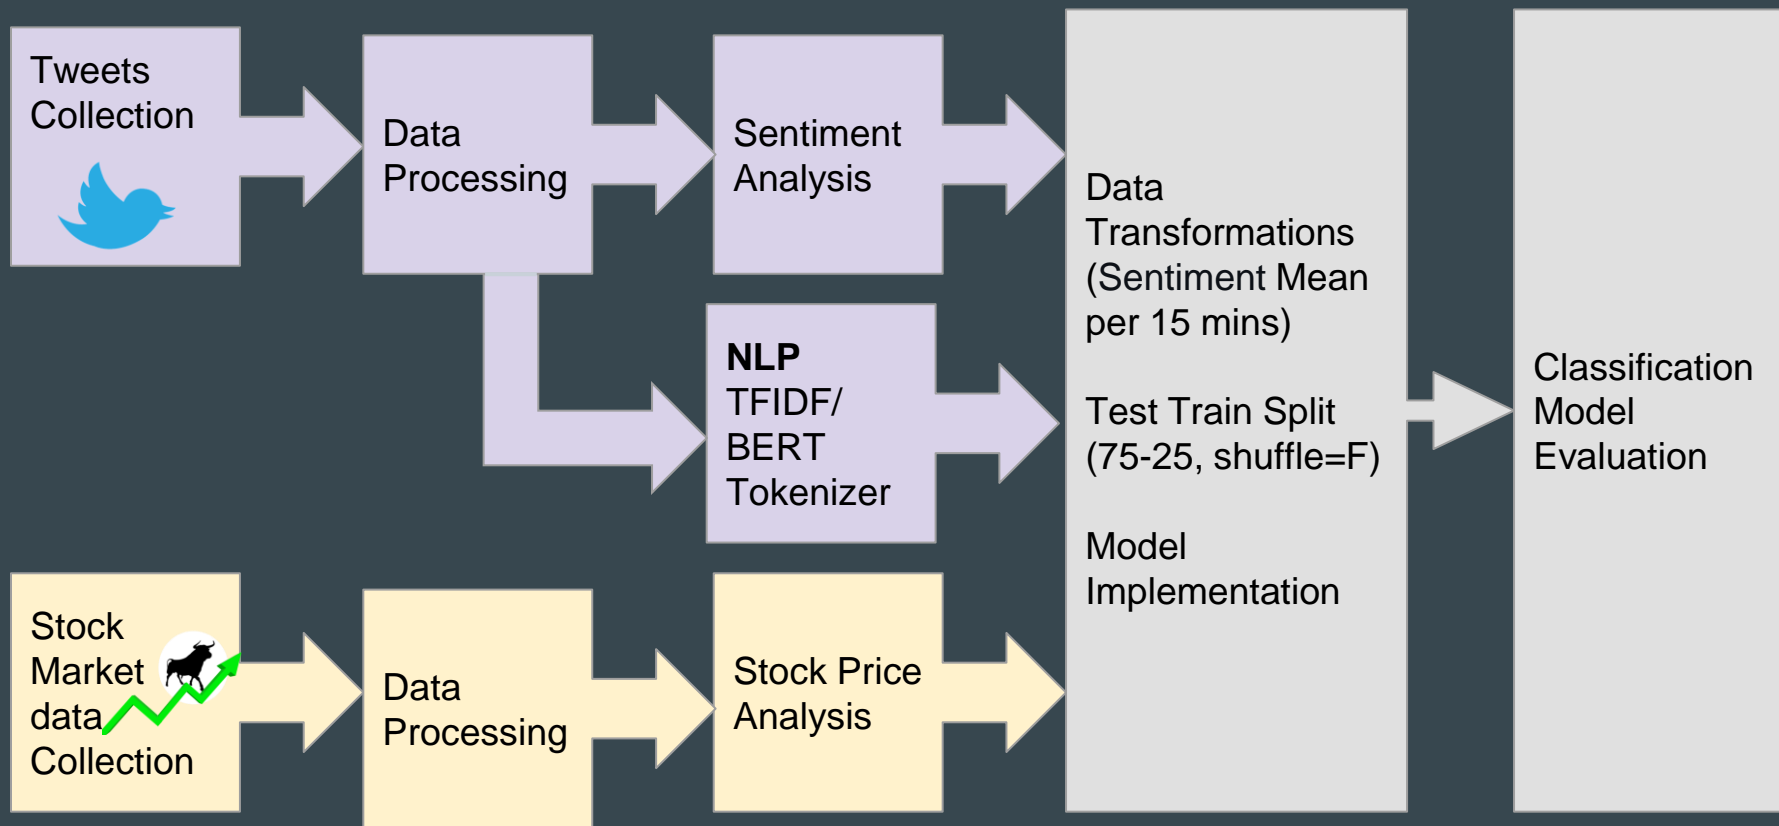 Tweets
Collection
Data
Processing
Sentiment
Analysis
NLP
TFIDF/
BERT
Tokenizer
Stock
Market
data
Collection
Data
Processing
Stock Price
Analysis
Data
Transformations
(Sentiment Mean
per 15 mins)
Test Train Split
(75-25, shuffle=F)
Model
Implementation
Classification
Model
Evaluation